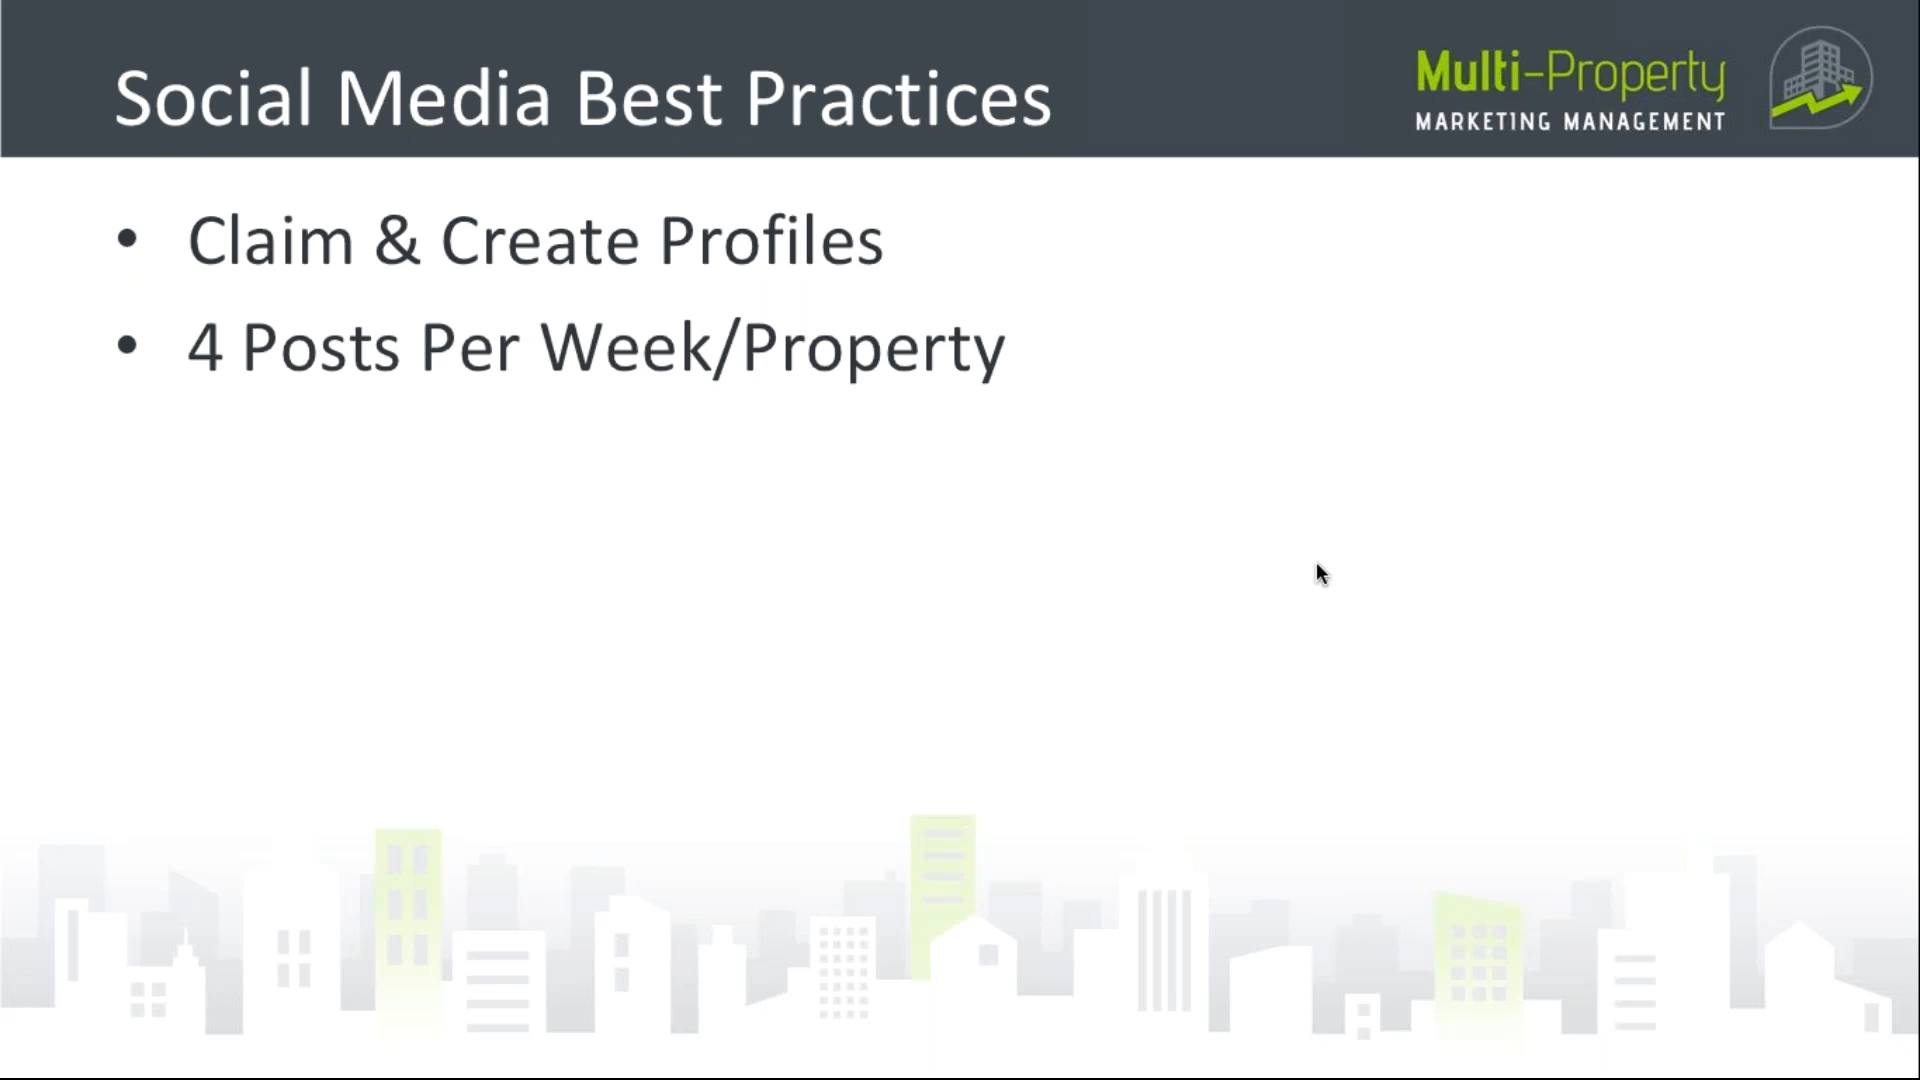 Social Media Best Practices
Multi-Property
MARKETING MANAGEMENT
• Claim & Create Profiles
• 4 Posts Per Week/Property